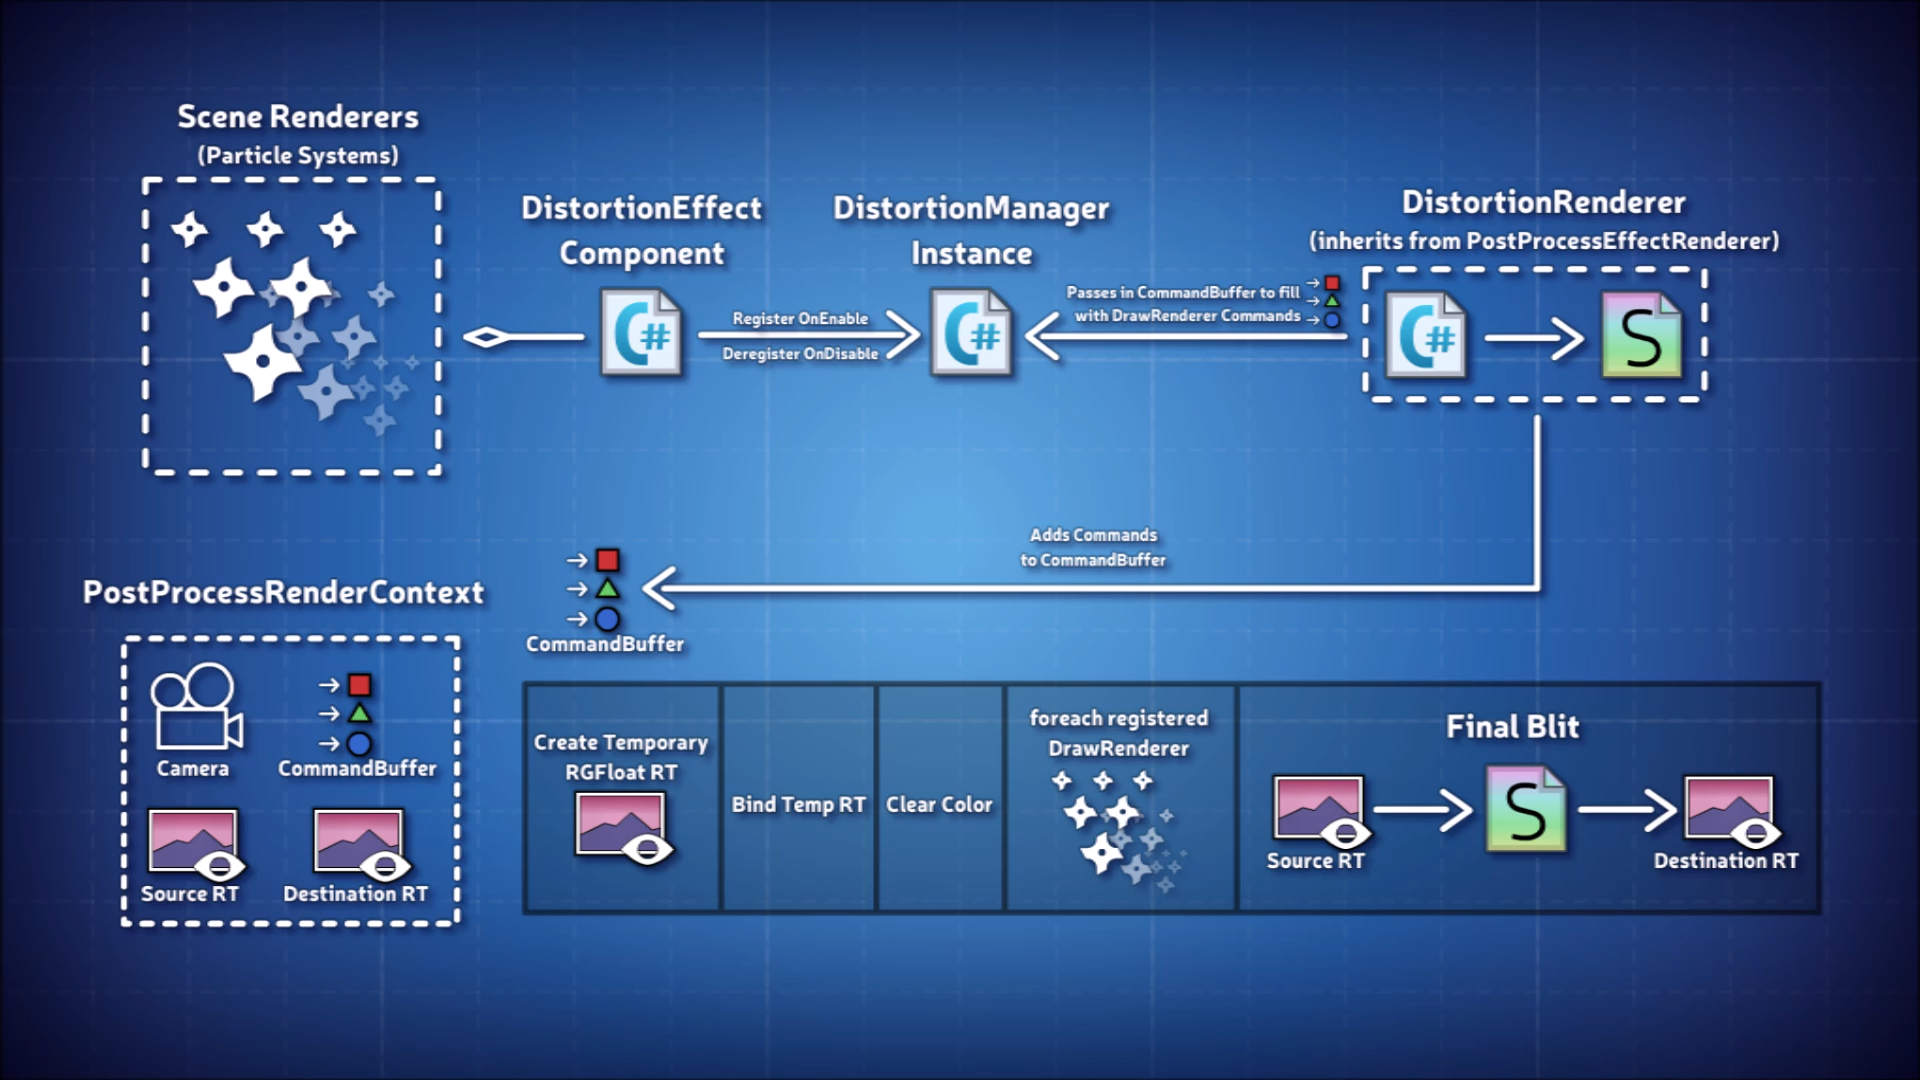 Scene Renderers
(Particle Systems)
DistortionEffect
Component
C#
Register OnEnable
Deregister OnDisable
DistortionManager
Instance
C#
Passes in CommandBuffer to fill
with DrawRenderer Commands
DistortionRenderer
(inherits from PostProcessEffectRenderer)
C#
S
Adds Commands
to CommandBuffer
CommandBuffer
PostProcessRenderContext
Camera
CommandBuffer
Source RT
Destination RT
Create Temporary
RGFloat RT
Bind Temp RT
Clear Color
foreach registered
DrawRenderer
Final Blit
Source RT
S
Destination RT